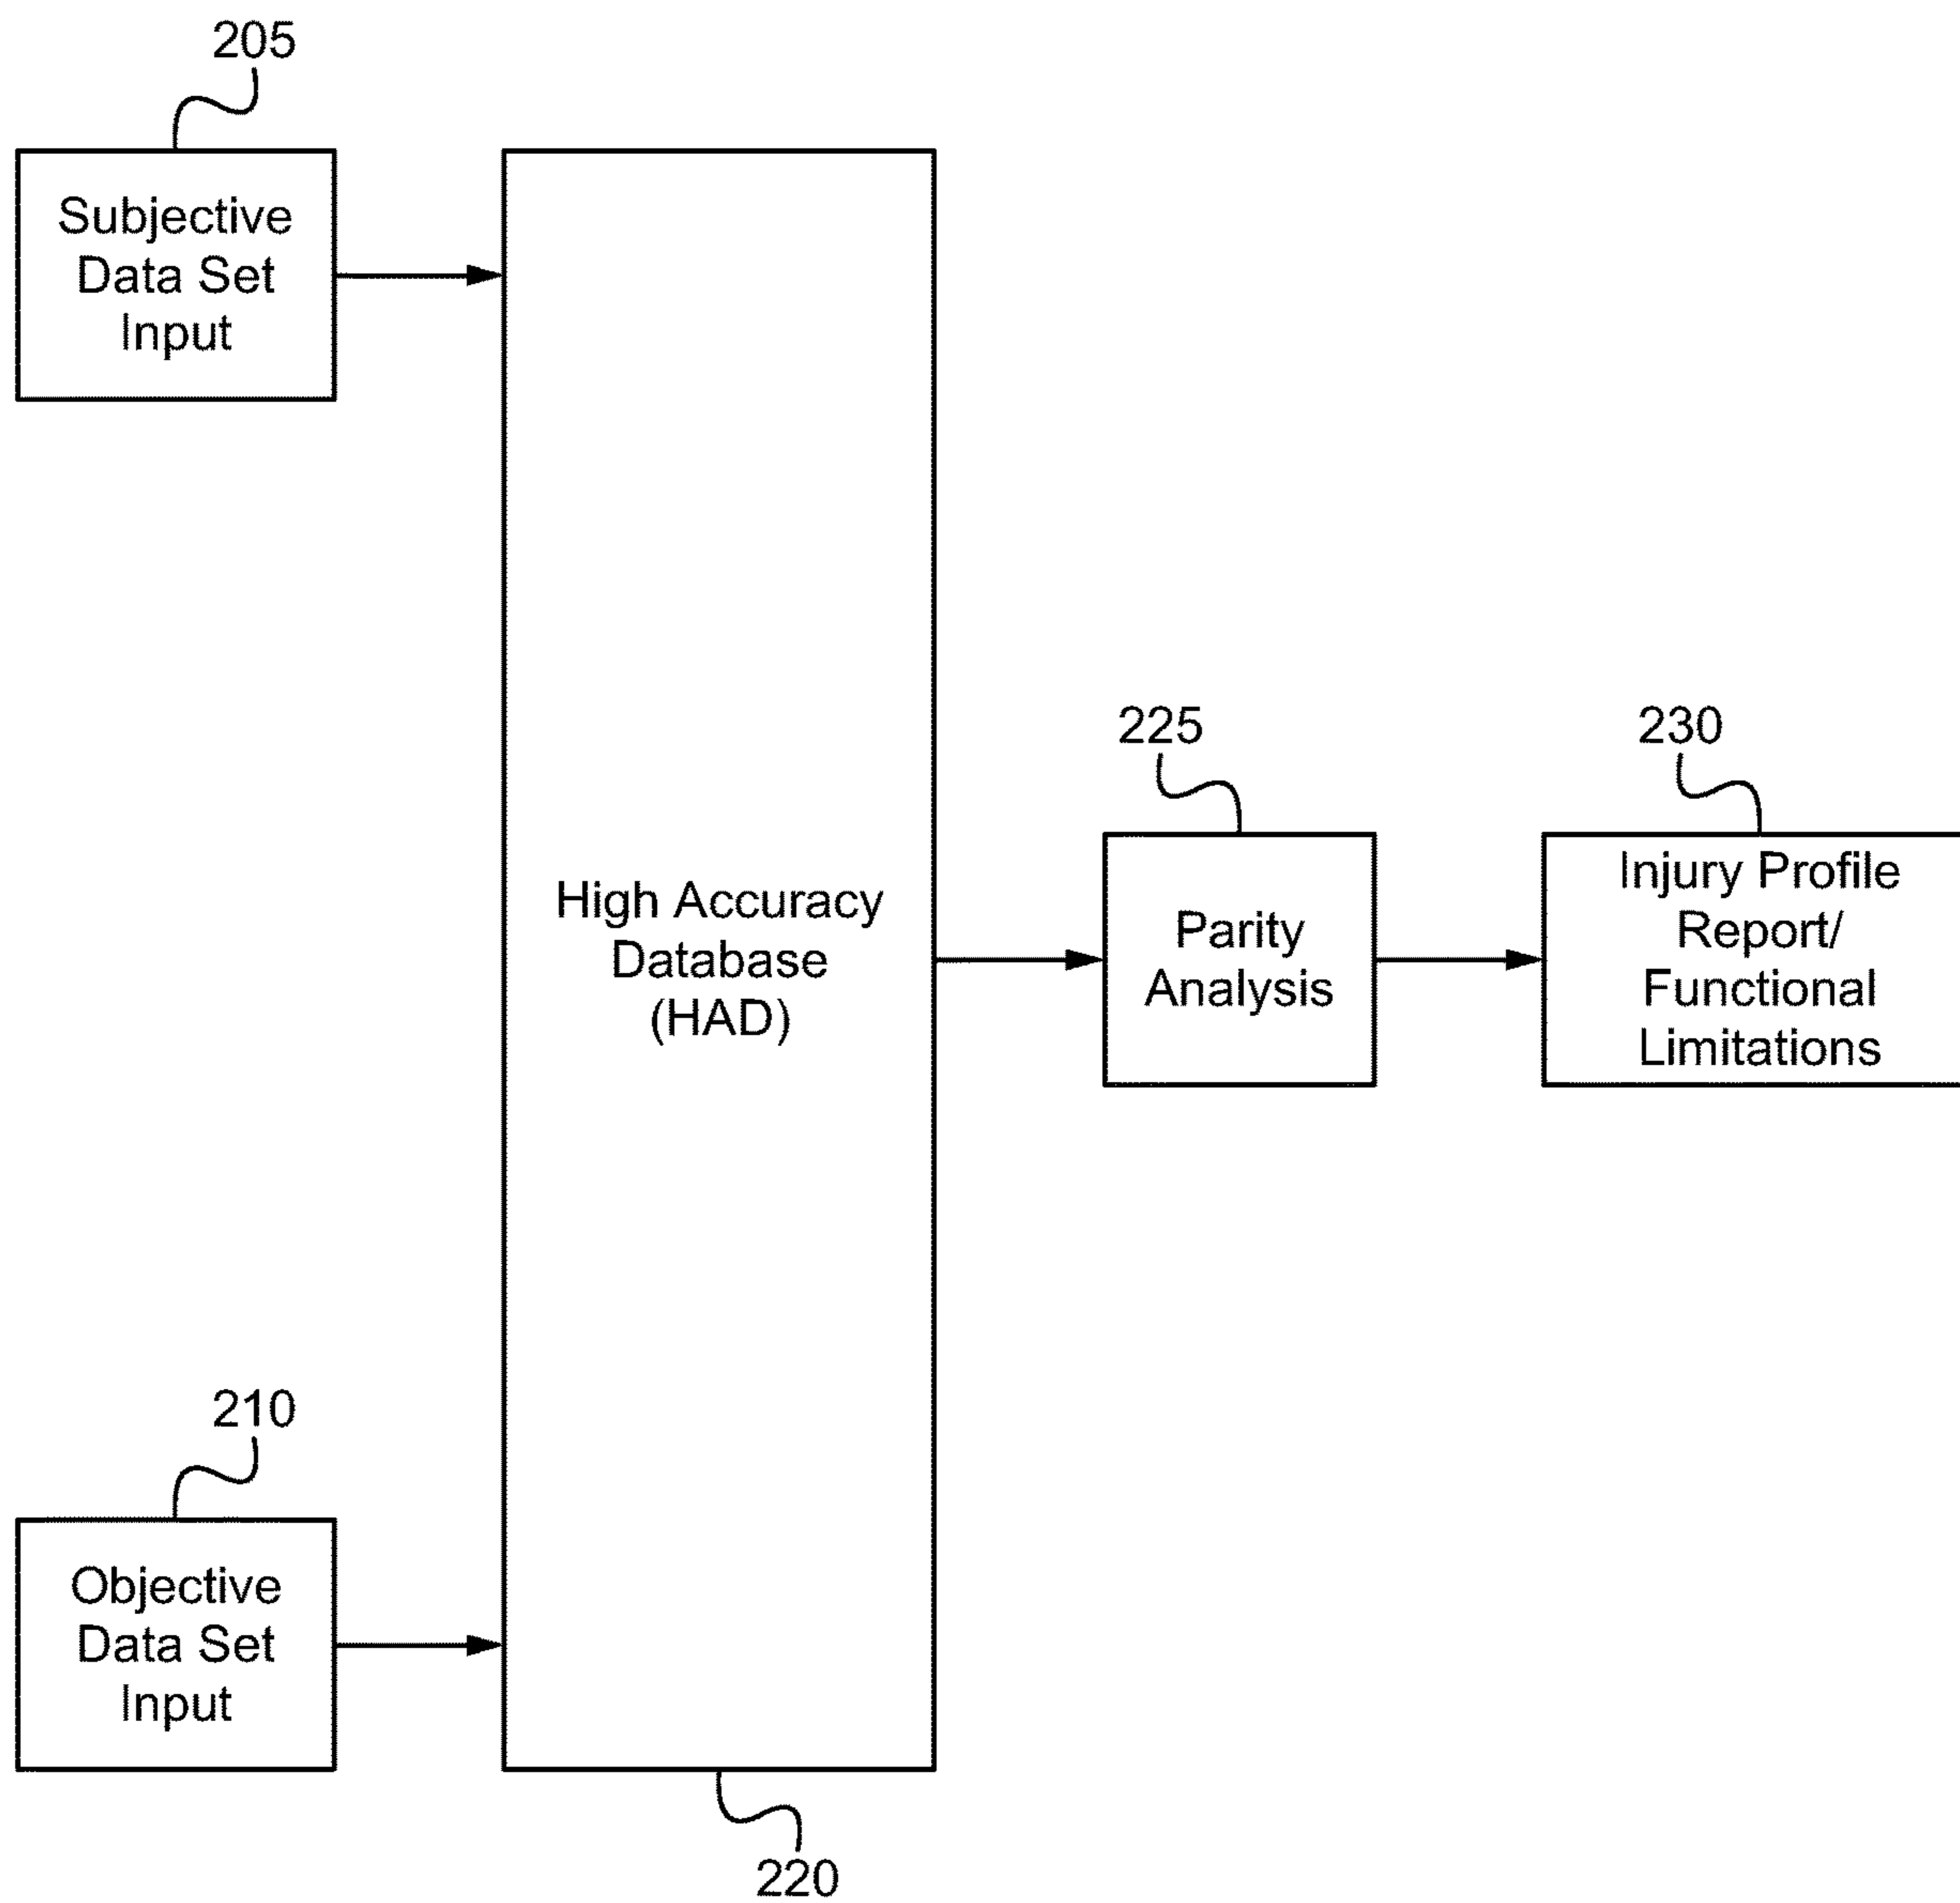 205
Subjective
Data Set
Input
High Accuracy
Database
(HAD)
225
Parity
Analysis
230
Injury Profile
Report/
Functional
Limitations
210
Objective
Data Set
Input
220